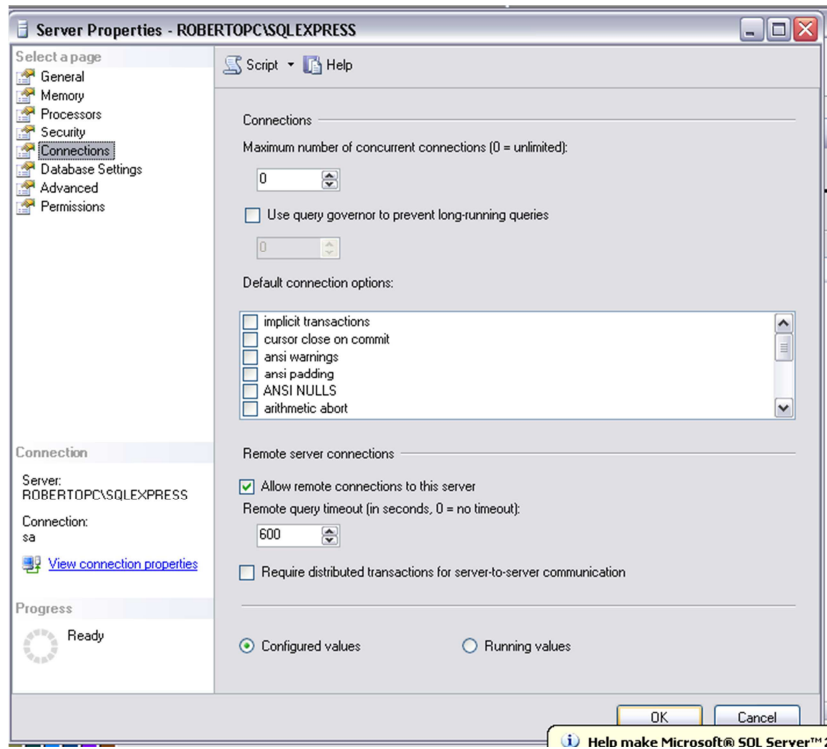 Server Properties - ROBERTOPC\SQLEXPRESS
Select a page
General
Memory
Processors
Security
Connections
Database Settings
Advanced
Permissions
Script
Help
Connections
Maximum number of concurrent connections (0 = unlimited):
0
Use query governor to prevent long-running queries
0
Default connection options:
implicit transactions
cursor close on commit
ansi warnings
ansi padding
ANSI NULLS
arithmetic abort
Connection
Server:
ROBERTOPC\SQLEXPRESS
Connection:
sa
View connection properties
Progress
Ready
Remote server connections
Allow remote connections to this server
Remote query timeout (in seconds, 0 = no timeout):
600
Require distributed transactions for server-to-server communication
Configured values
Running values
OK
Cancel
Help make Microsoft® SQL Server™